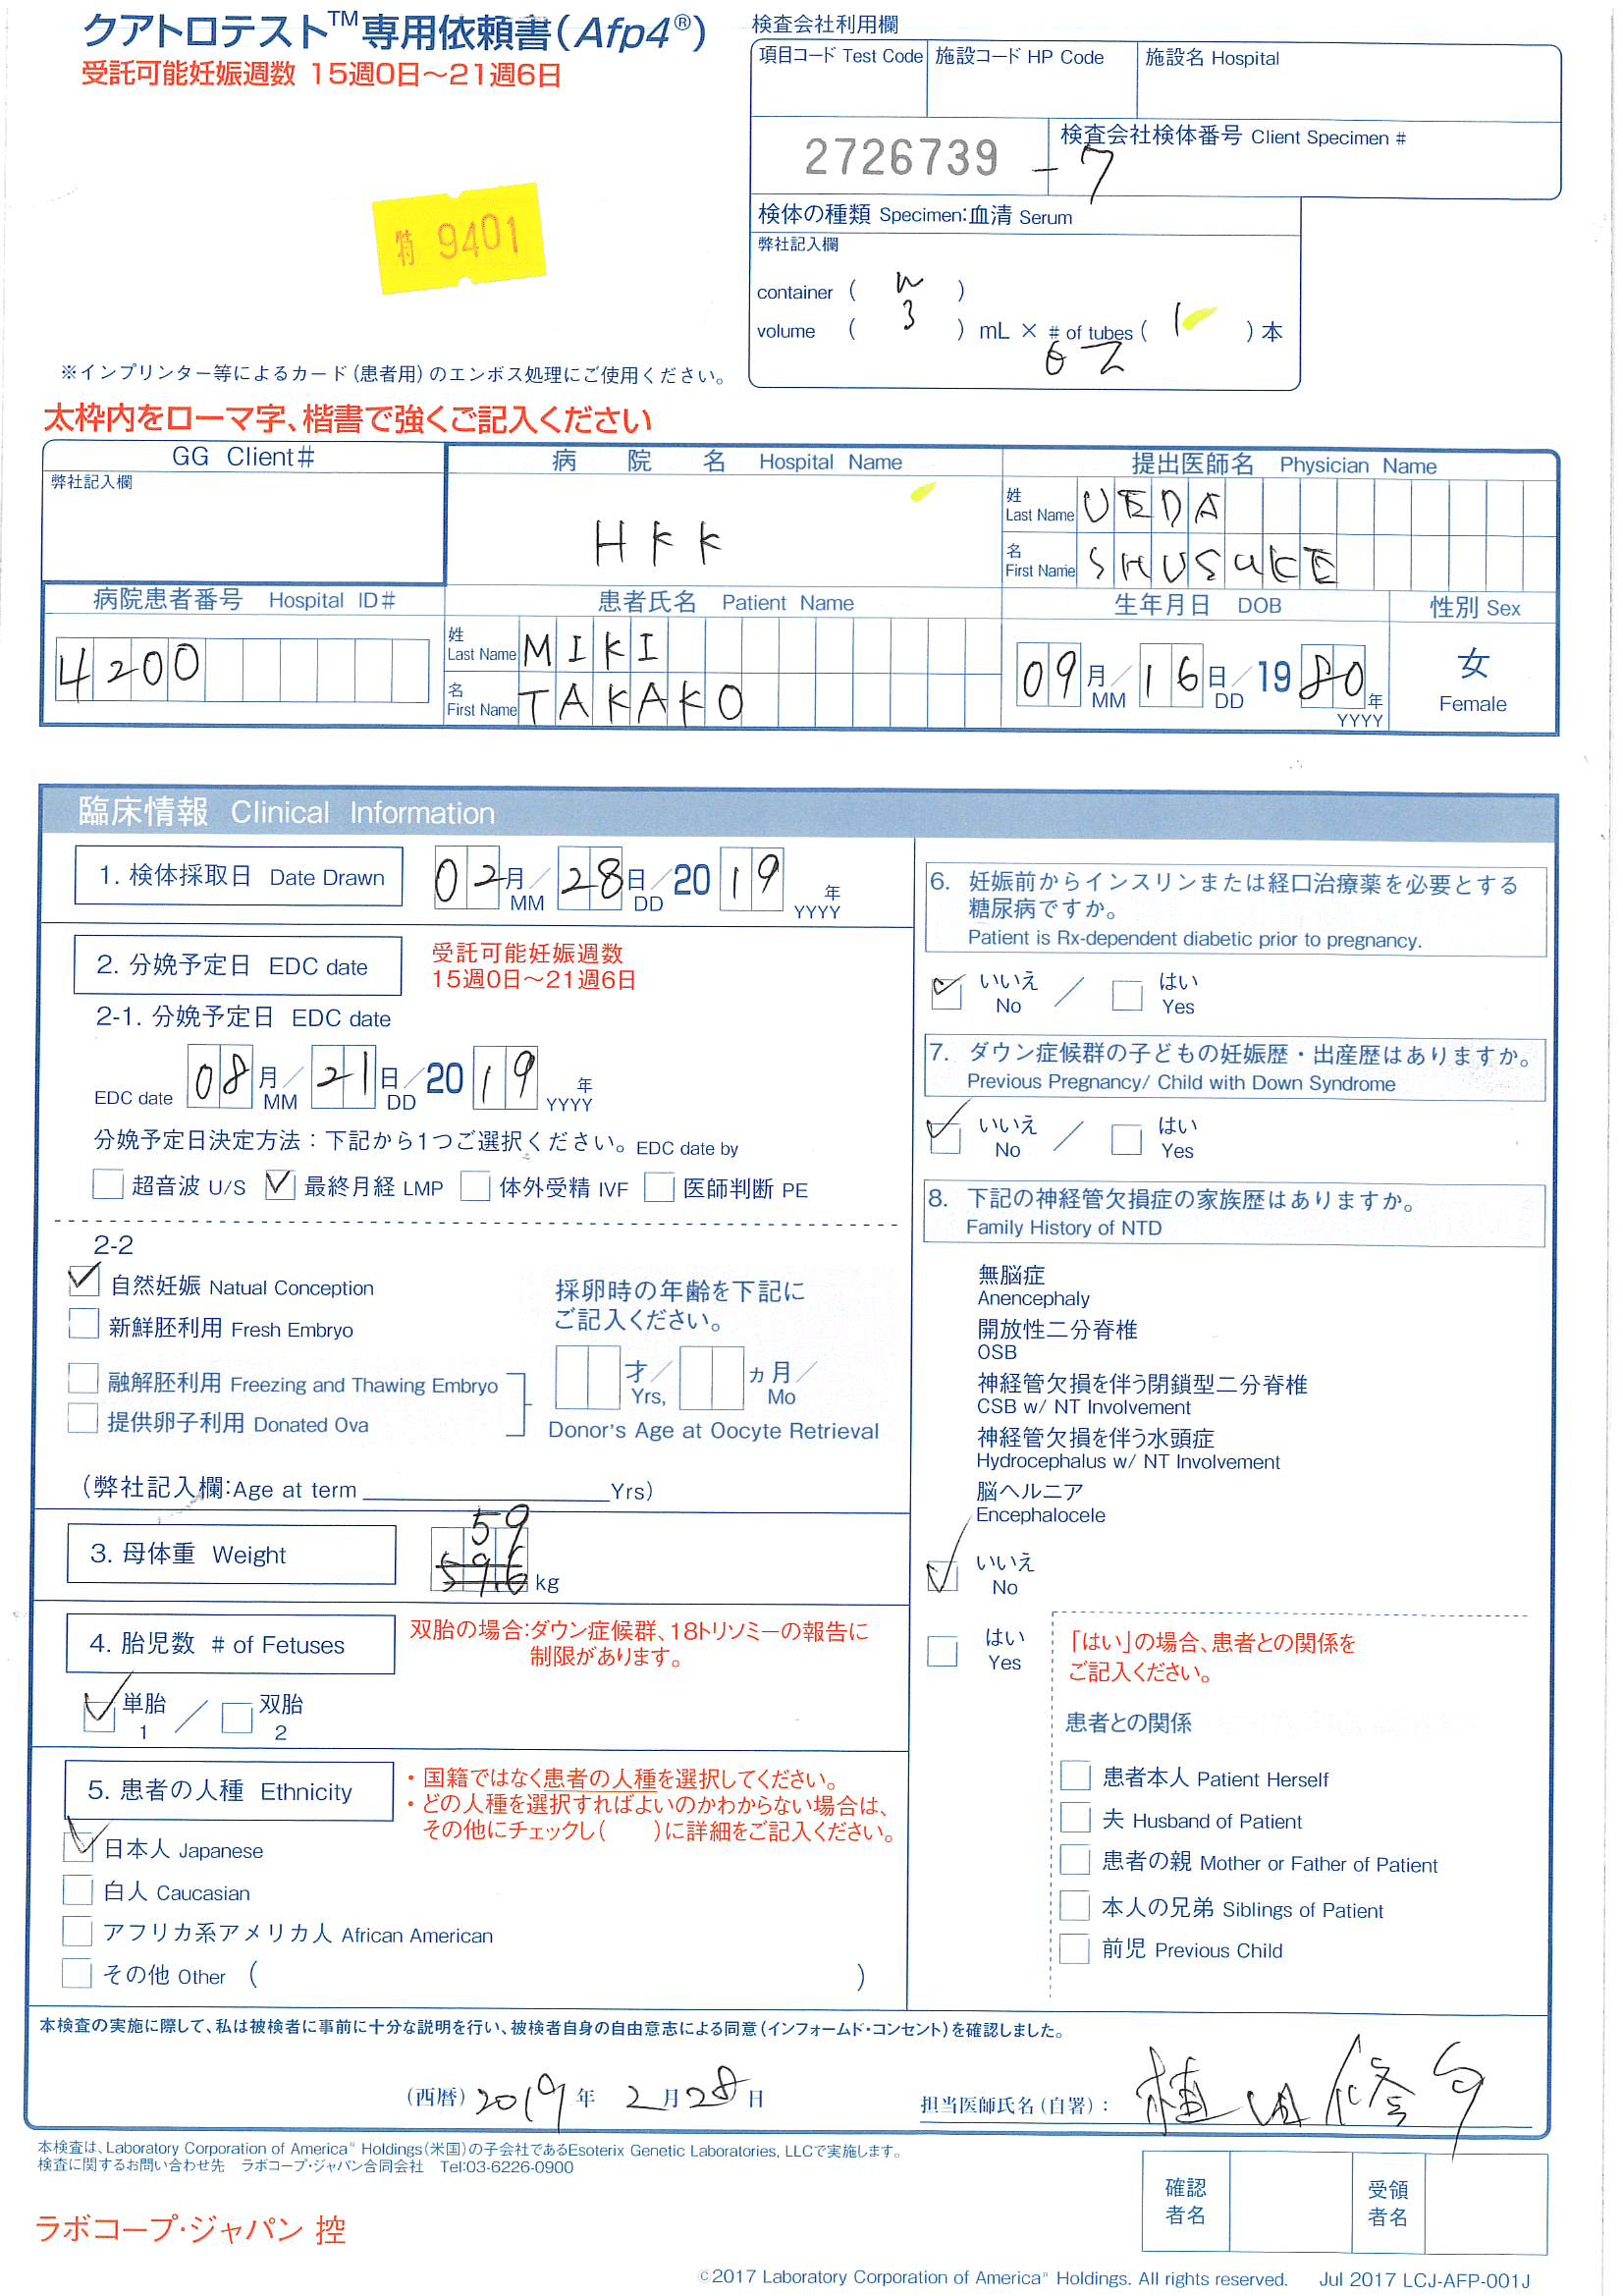 クアトロテスト™専用依頼書(Afp4®)
受託可能妊娠週数 15週0日〜21週6日
検査会社利用欄
項目コード Test Code
施設コード HP Code
施設名 Hospital
2726739 -7
検査会社検体番号 Client Specimen #
特 9401
検体の種類 Specimen:血清 Serum
弊社記入欄
container ( )
volume ( 3 ) mL × # of tubes ( 1 ) 本
※インプリンター等によるカード(患者用)のエンボス処理にご使用ください。
太枠内をローマ字、楷書で強くご記入ください
GG Client#
弊社記入欄
病院名 Hospital Name
HKK
提出医師名 Physician Name
姓 Last Name UEDA
名 First Name SHUSUKE
病院患者番号 Hospital ID#
4200
患者氏名 Patient Name
姓 Last Name MIKI
名 First Name TAKAKO
生年月日 DOB
09月/16日/1980年
MM DD YYYY
性別 Sex
女
Female
臨床情報 Clinical Information
1. 検体採取日 Date Drawn
02月/28日/2019年
MM DD YYYY
2. 分娩予定日 EDC date
受託可能妊娠週数
15週0日〜21週6日
2-1. 分娩予定日 EDC date
EDC date 08月/21日/2019年
MM DD YYYY
分娩予定日決定方法：下記から1つご選択ください。EDC date by
超音波 U/S 最終月経 LMP 体外受精 IVF 医師判断 PE
2-2
自然妊娠 Natual Conception
新鮮胚利用 Fresh Embryo
融解胚利用 Freezing and Thawing Embryo
提供卵子利用 Donated Ova
採卵時の年齢を下記に
ご記入ください。
才/ ヵ月/
Yrs, Mo
Donor's Age at Oocyte Retrieval
(弊社記入欄:Age at term Yrs)
3. 母体重 Weight
59
596 kg
4. 胎児数 # of Fetuses
双胎の場合:ダウン症候群、18トリソミーの報告に
制限があります。
単胎 / 双胎
1 2
5. 患者の人種 Ethnicity
・国籍ではなく患者の人種を選択してください。
・どの人種を選択すればよいのかわからない場合は、
その他にチェックし( )に詳細をご記入ください。
日本人 Japanese
白人 Caucasian
アフリカ系アメリカ人 African American
その他 Other ( )
6. 妊娠前からインスリンまたは経口治療薬を必要とする
糖尿病ですか。
Patient is Rx-dependent diabetic prior to pregnancy.
いいえ / はい
No Yes
7. ダウン症候群の子どもの妊娠歴・出産歴はありますか。
Previous Pregnancy/ Child with Down Syndrome
いいえ / はい
No Yes
8. 下記の神経管欠損症の家族歴はありますか。
Family History of NTD
無脳症
Anencephaly
開放性二分脊椎
OSB
神経管欠損を伴う閉鎖型二分脊椎
CSB w/ NT Involvement
神経管欠損を伴う水頭症
Hydrocephalus w/ NT Involvement
脳ヘルニア
Encephalocele
いいえ
No
はい
Yes
「はい」の場合、患者との関係を
ご記入ください。
患者との関係
患者本人 Patient Herself
夫 Husband of Patient
患者の親 Mother or Father of Patient
本人の兄弟 Siblings of Patient
前児 Previous Child
本検査の実施に際して、私は被検者に事前に十分な説明を行い、被検者自身の自由意志による同意(インフォームド・コンセント)を確認しました。
(西暦) 2019年 2月28日
担当医師氏名(自署)：
本検査は、Laboratory Corporation of America® Holdings(米国)の子会社であるEsoterix Genetic Laboratories, LLCで実施します。
検査に関するお問い合わせ先 ラボコープ・ジャパン合同会社 Tel:03-6226-0900
確認者名
受領者名
ラボコープ・ジャパン 控
©2017 Laboratory Corporation of America® Holdings. All rights reserved. Jul 2017 LCJ-AFP-001J